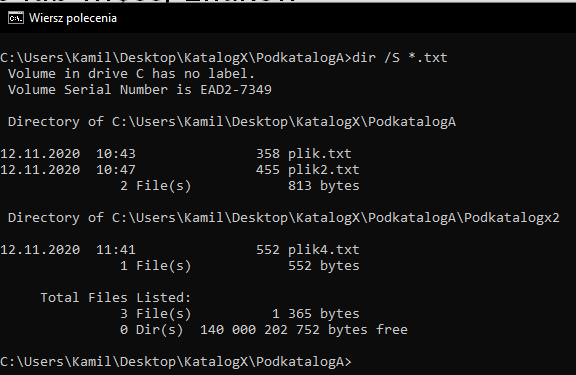 Wiersz polecenia
C:\Users\Kamil\Desktop\KatalogX\PodkatalogA>dir /S *.txt
Volume in drive C has no label.
Volume Serial Number is EAD2-7349
Directory of C:\Users\Kamil\Desktop\KatalogX\PodkatalogA
12.11.2020  10:43               358 plik.txt
12.11.2020  10:47               455 plik2.txt
2 File(s)            813 bytes
Directory of C:\Users\Kamil\Desktop\KatalogX\PodkatalogA\Podkatalogx2
12.11.2020  11:41               552 plik4.txt
1 File(s)            552 bytes
Total Files Listed:
3 File(s)          1 365 bytes
0 Dir(s)  140 000 202 752 bytes free
C:\Users\Kamil\Desktop\KatalogX\PodkatalogA>